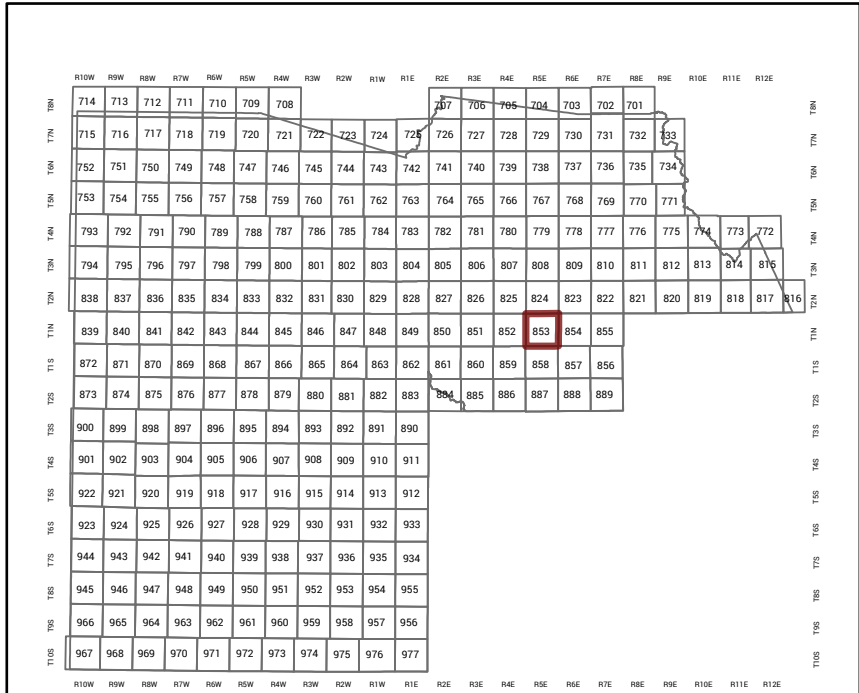 R10W R9W R8W R7W R6W R5W R4W R3W R2W R1W R1E R2E R3E R4E R5E R6E R7E R8E R9E R10E R11E R12E
T8N 714 713 712 711 710 709 708 707 706 705 704 703 702 701 T8N
T7N 715 716 717 718 719 720 721 722 723 724 725 726 727 728 729 730 731 732 733 T7N
T6N 752 751 750 749 748 747 746 745 744 743 742 741 740 739 738 737 736 735 734 T6N
T5N 753 754 755 756 757 758 759 760 761 762 763 764 765 766 767 768 769 770 771 T5N
T4N 793 792 791 790 789 788 787 786 785 784 783 782 781 780 779 778 777 776 775 774 773 772 T4N
T3N 794 795 796 797 798 799 800 801 802 803 804 805 806 807 808 809 810 811 812 813 814 815 T3N
T2N 838 837 836 835 834 833 832 831 830 829 828 827 826 825 824 823 822 821 820 819 818 817 816 T2N
T1N 839 840 841 842 843 844 845 846 847 848 849 850 851 852 853 854 855 T1N
T1S 872 871 870 869 868 867 866 865 864 863 862 861 860 859 858 857 856 T1S
T2S 873 874 875 876 877 878 879 880 881 882 883 884 885 886 887 888 889 T2S
T3S 900 899 898 897 896 895 894 893 892 891 890 T3S
T4S 901 902 903 904 905 906 907 908 909 910 911 T4S
T5S 922 921 920 919 918 917 916 915 914 913 912 T5S
T6S 923 924 925 926 927 928 929 930 931 932 933 T6S
T7S 944 943 942 941 940 939 938 937 936 935 934 T7S
T8S 945 946 947 948 949 950 951 952 953 954 955 T8S
T9S 966 965 964 963 962 961 960 959 958 957 956 T9S
T10S 967 968 969 970 971 972 973 974 975 976 977 T10S
R10W R9W R8W R7W R6W R5W R4W R3W R2W R1W R1E R2E R3E R4E R5E R6E R7E R8E R9E R10E R11E R12E